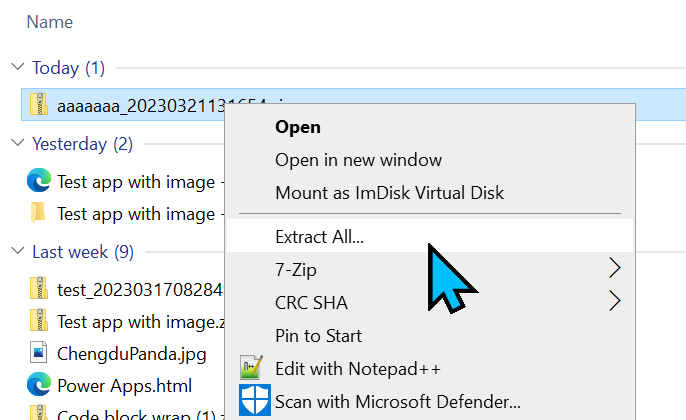 Name
Today (1)
aaaaaaa_20230321131654
Open
Yesterday (2)
Open in new window
Test app with image -
Mount as ImDisk Virtual Disk
Test app with image -
Extract All...
Last week (9)
7-Zip
test_2023031708284
CRC SHA
Test app with image.z
Pin to Start
ChengduPanda.jpg
Edit with Notepad++
Power Apps.html
Scan with Microsoft Defender...
Code block wrap (1)